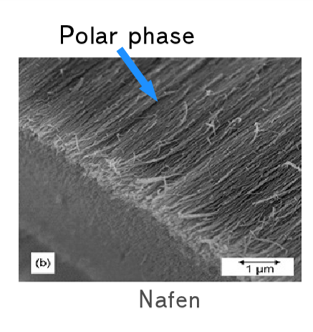 Polar phase
(b)
1 μm
Nafen